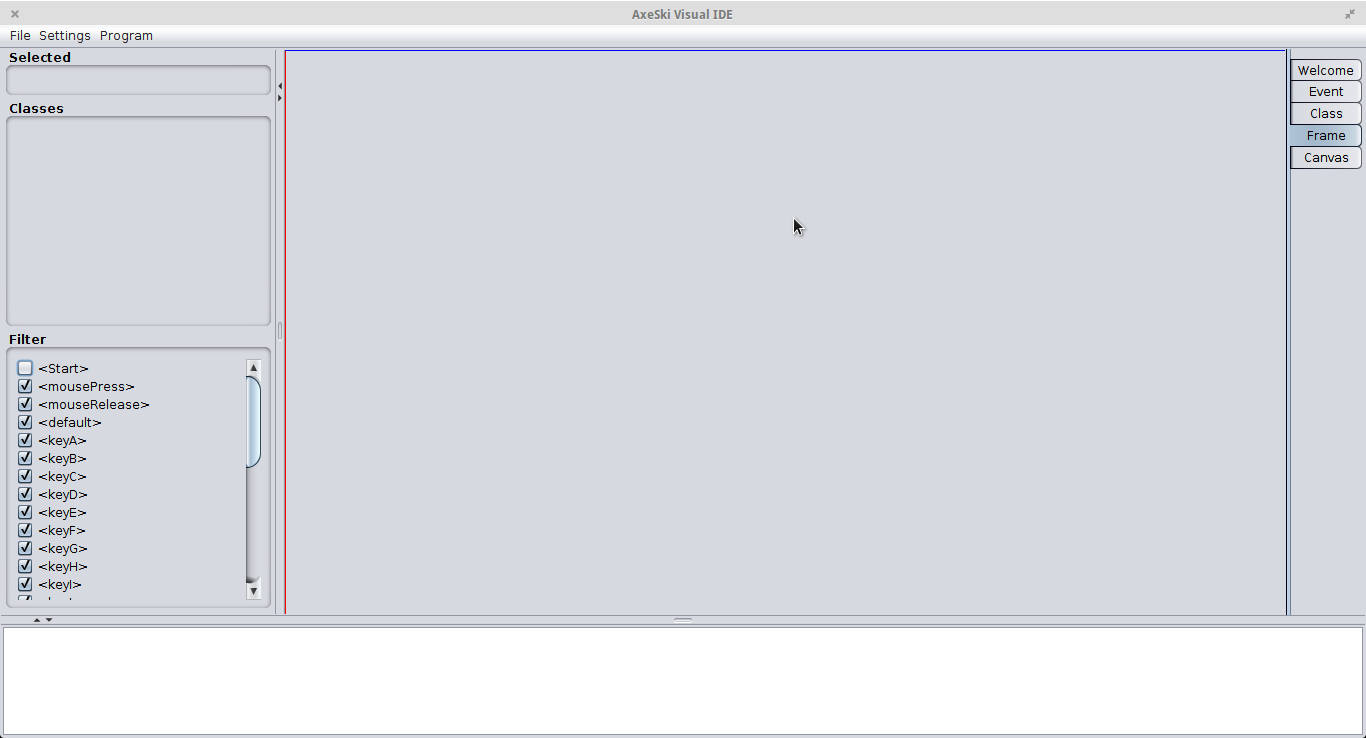 AxeSki Visual IDE
File Settings Program
Selected
Classes
Filter
<Start>
<mousePress>
<mouseRelease>
<default>
<keyA>
<keyB>
<keyC>
<keyD>
<keyE>
<keyF>
<keyG>
<keyH>
<keyI>
Welcome
Event
Class
Frame
Canvas